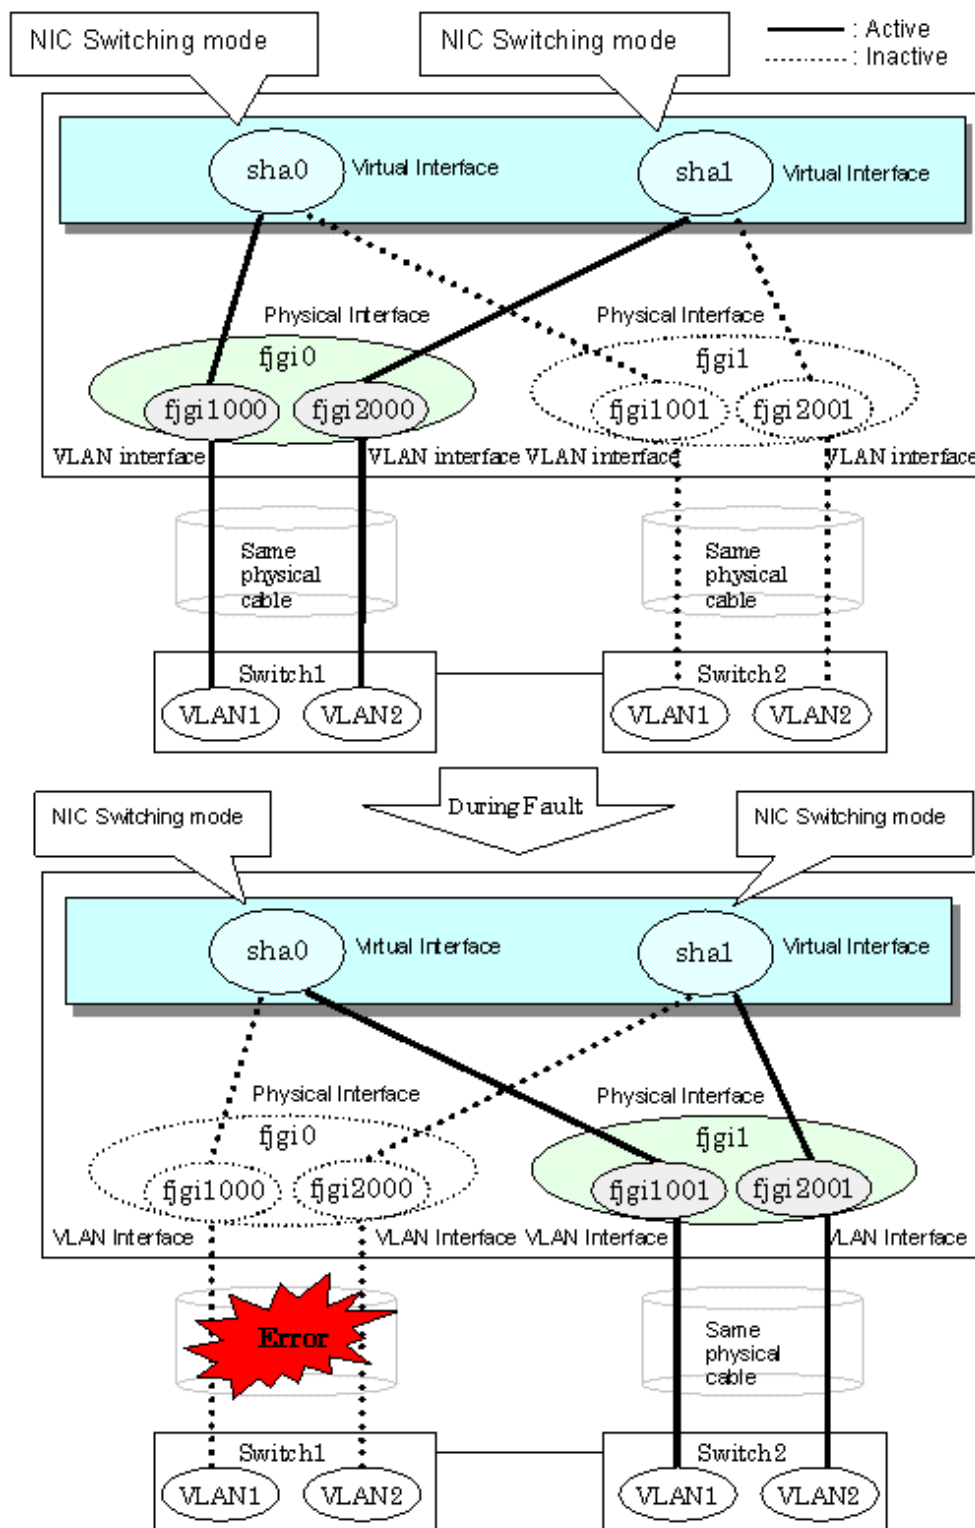 NIC Switching mode
NIC Switching mode
: Active
: Inactive
sha0
Virtual Interface
sha1
Virtual Interface
Physical Interface
Physical Interface
fjgi0
fjgi1
fjgi1000
fjgi2000
fjgi1001
fjgi2001
VLAN interface
VLAN interface
VLAN interface
VLAN interface
Same
physical
cable
Same
physical
cable
Switch1
Switch2
VLAN1
VLAN2
VLAN1
VLAN2
During Fault
NIC Switching mode
NIC Switching mode
sha0
Virtual Interface
sha1
Virtual Interface
Physical Interface
Physical Interface
fjgi0
fjgi1
fjgi1000
fjgi2000
fjgi1001
fjgi2001
VLAN Interface
VLAN Interface
VLAN Interface
VLAN Interface
Error
Same
physical
cable
Switch1
Switch2
VLAN1
VLAN2
VLAN1
VLAN2